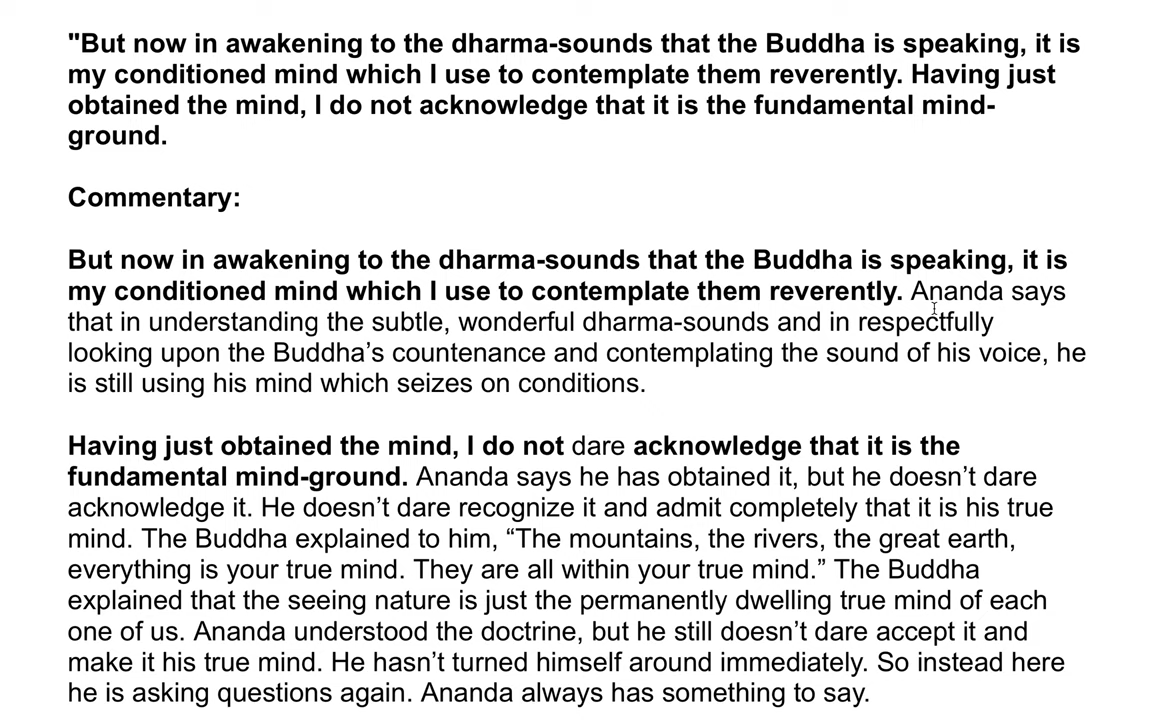 "But now in awakening to the dharma-sounds that the Buddha is speaking, it is
my conditioned mind which I use to contemplate them reverently. Having just
obtained the mind, I do not acknowledge that it is the fundamental mind-
ground.
Commentary:
But now in awakening to the dharma-sounds that the Buddha is speaking, it is
my conditioned mind which I use to contemplate them reverently. Ananda says
that in understanding the subtle, wonderful dharma-sounds and in respectfully
looking upon the Buddha’s countenance and contemplating the sound of his voice, he
is still using his mind which seizes on conditions.
Having just obtained the mind, I do not dare acknowledge that it is the
fundamental mind-ground. Ananda says he has obtained it, but he doesn’t dare
acknowledge it. He doesn’t dare recognize it and admit completely that it is his true
mind. The Buddha explained to him, “The mountains, the rivers, the great earth,
everything is your true mind. They are all within your true mind.” The Buddha
explained that the seeing nature is just the permanently dwelling true mind of each
one of us. Ananda understood the doctrine, but he still doesn’t dare accept it and
make it his true mind. He hasn’t turned himself around immediately. So instead here
he is asking questions again. Ananda always has something to say.